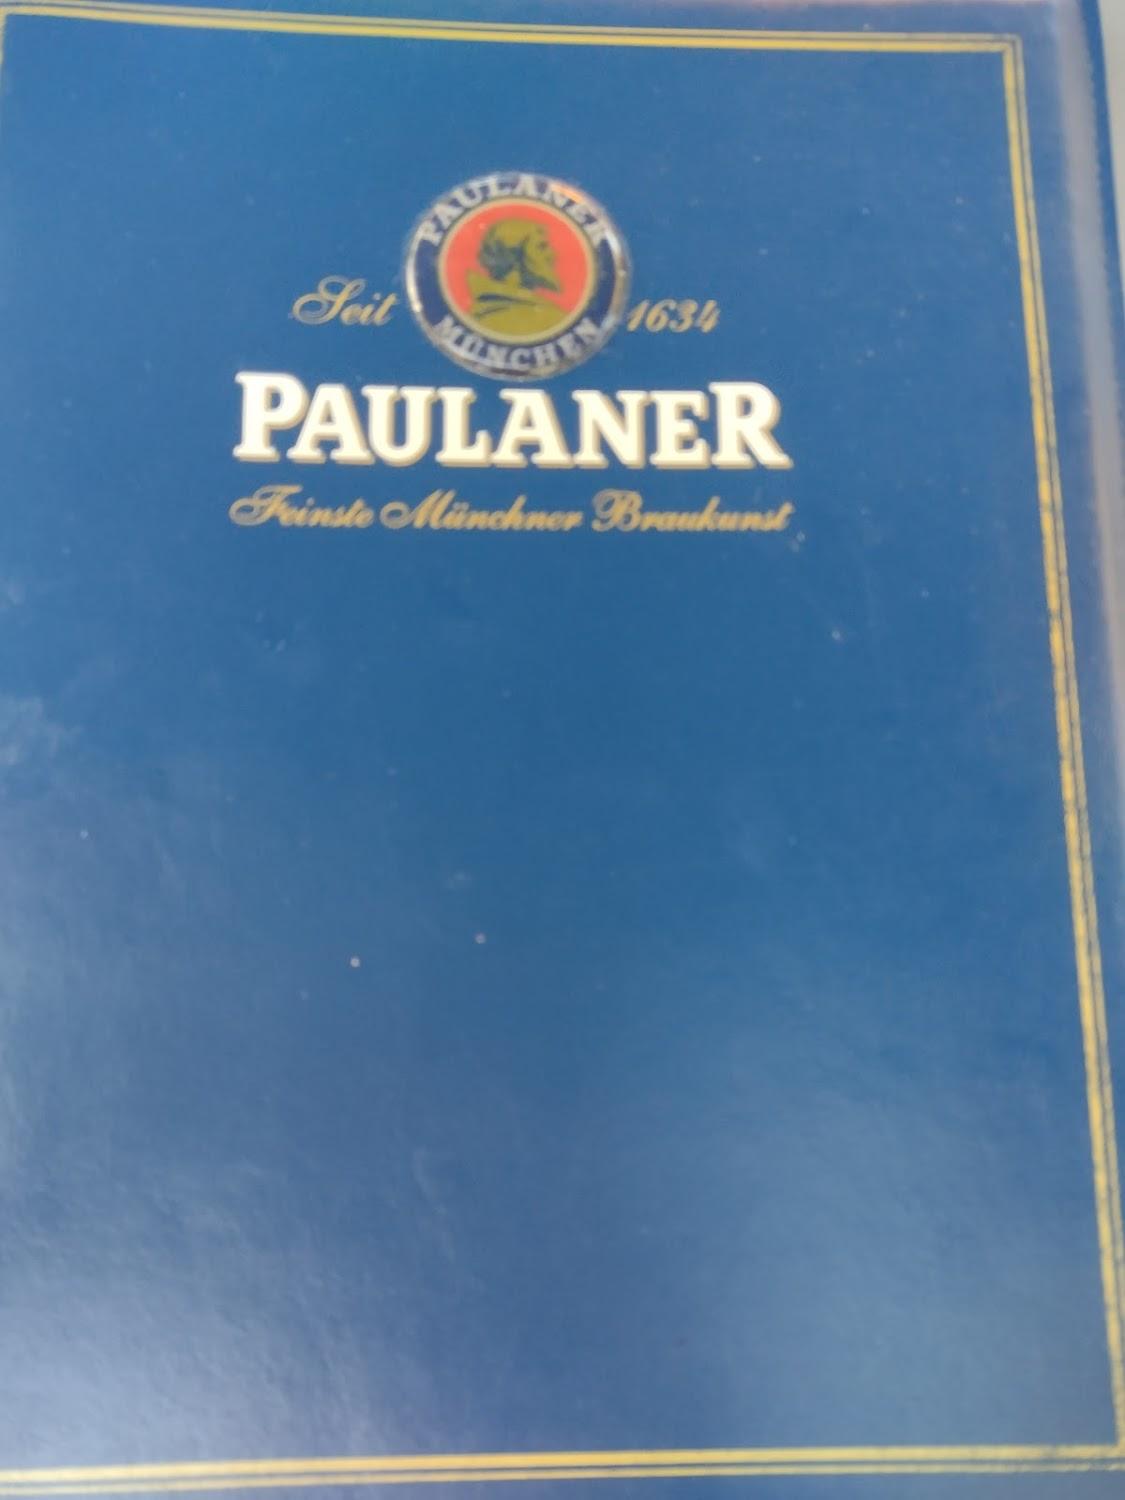 PAULANER
MÜNCHEN
Seit 1634
PAULANER
Feinste Münchner Braukunst